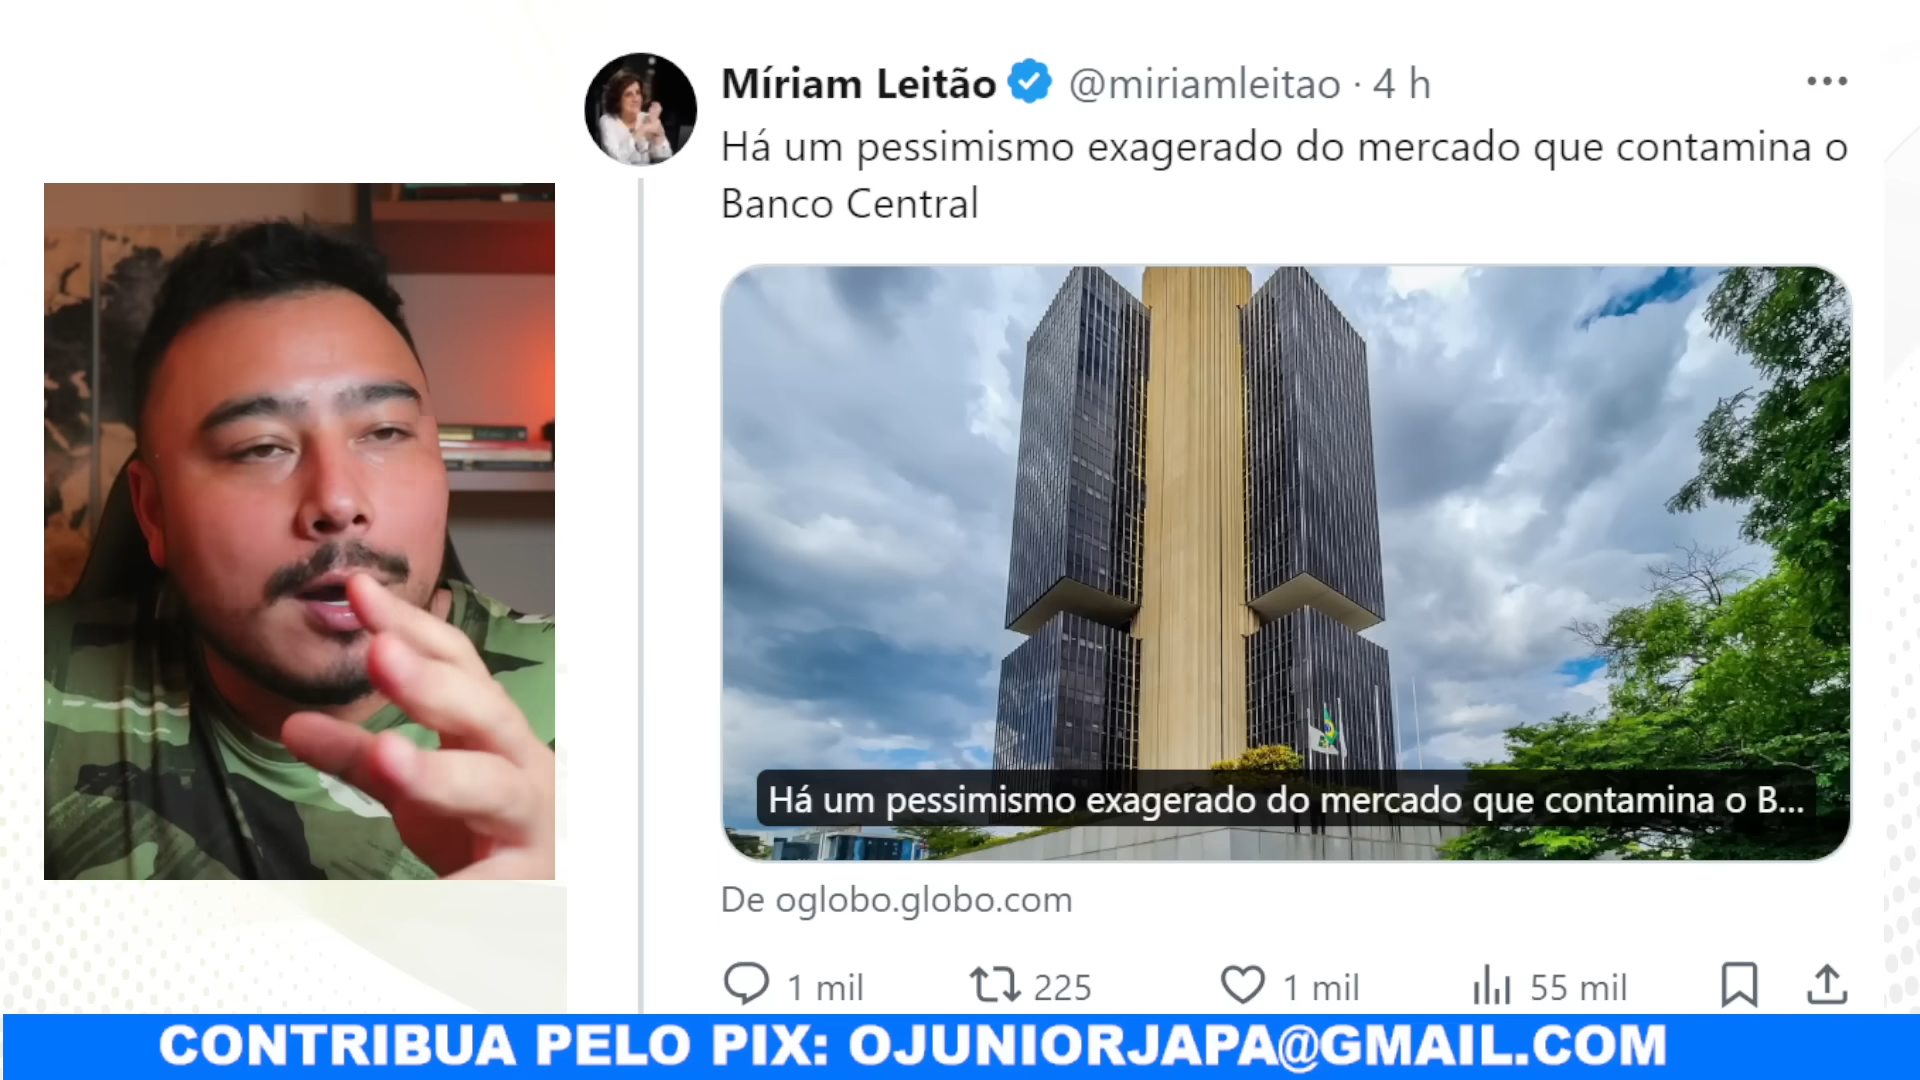 Míriam Leitão @miriamleitao · 4 h
Há um pessimismo exagerado do mercado que contamina o
Banco Central
Há um pessimismo exagerado do mercado que contamina o B...
De oglobo.globo.com
1 mil 225 1 mil 55 mil
CONTRIBUA PELO PIX: OJUNIORJAPA@GMAIL.COM